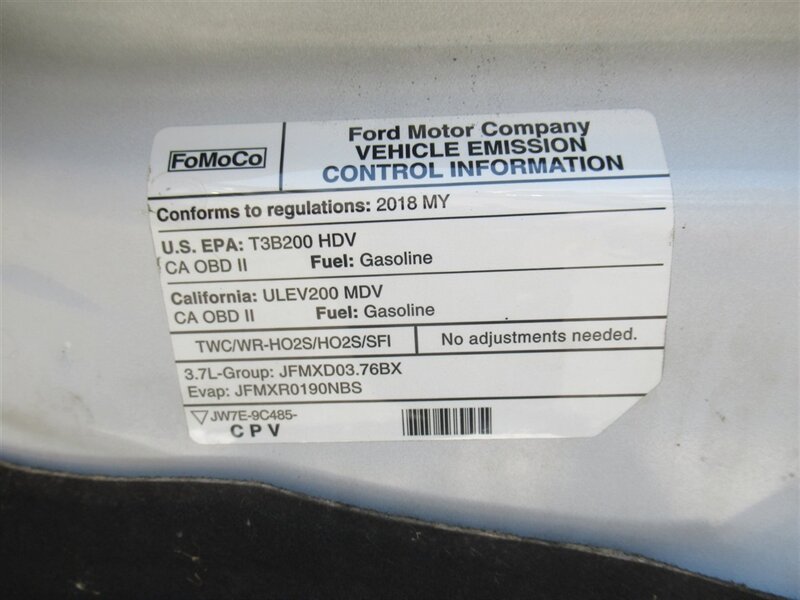 FoMoCo
Ford Motor Company
VEHICLE EMISSION
CONTROL INFORMATION
Conforms to regulations: 2018 MY
U.S. EPA: T3B200 HDV
CA OBD II Fuel: Gasoline
California: ULEV200 MDV
CA OBD II Fuel: Gasoline
TWC/WR-HO2S/HO2S/SFI No adjustments needed.
3.7L-Group: JFMXD03.76BX
Evap: JFMXR0190NBS
JW7E-9C485-
CPV